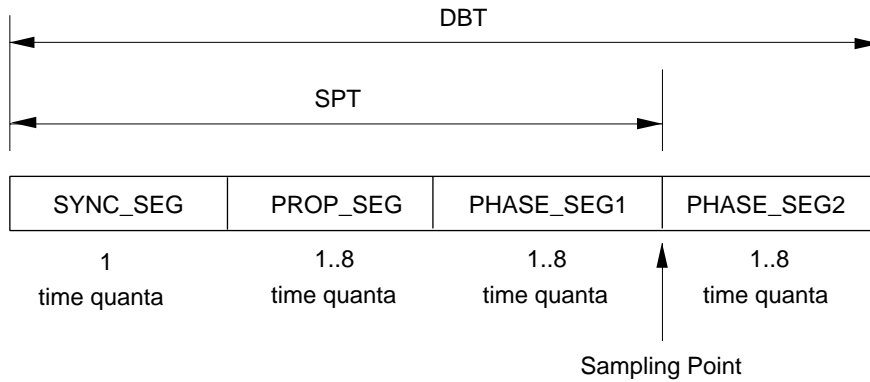 DBT
SPT
SYNC_SEG PROP_SEG PHASE_SEG1 PHASE_SEG2
1 1..8 1..8 1..8
time quanta time quanta time quanta time quanta
Sampling Point